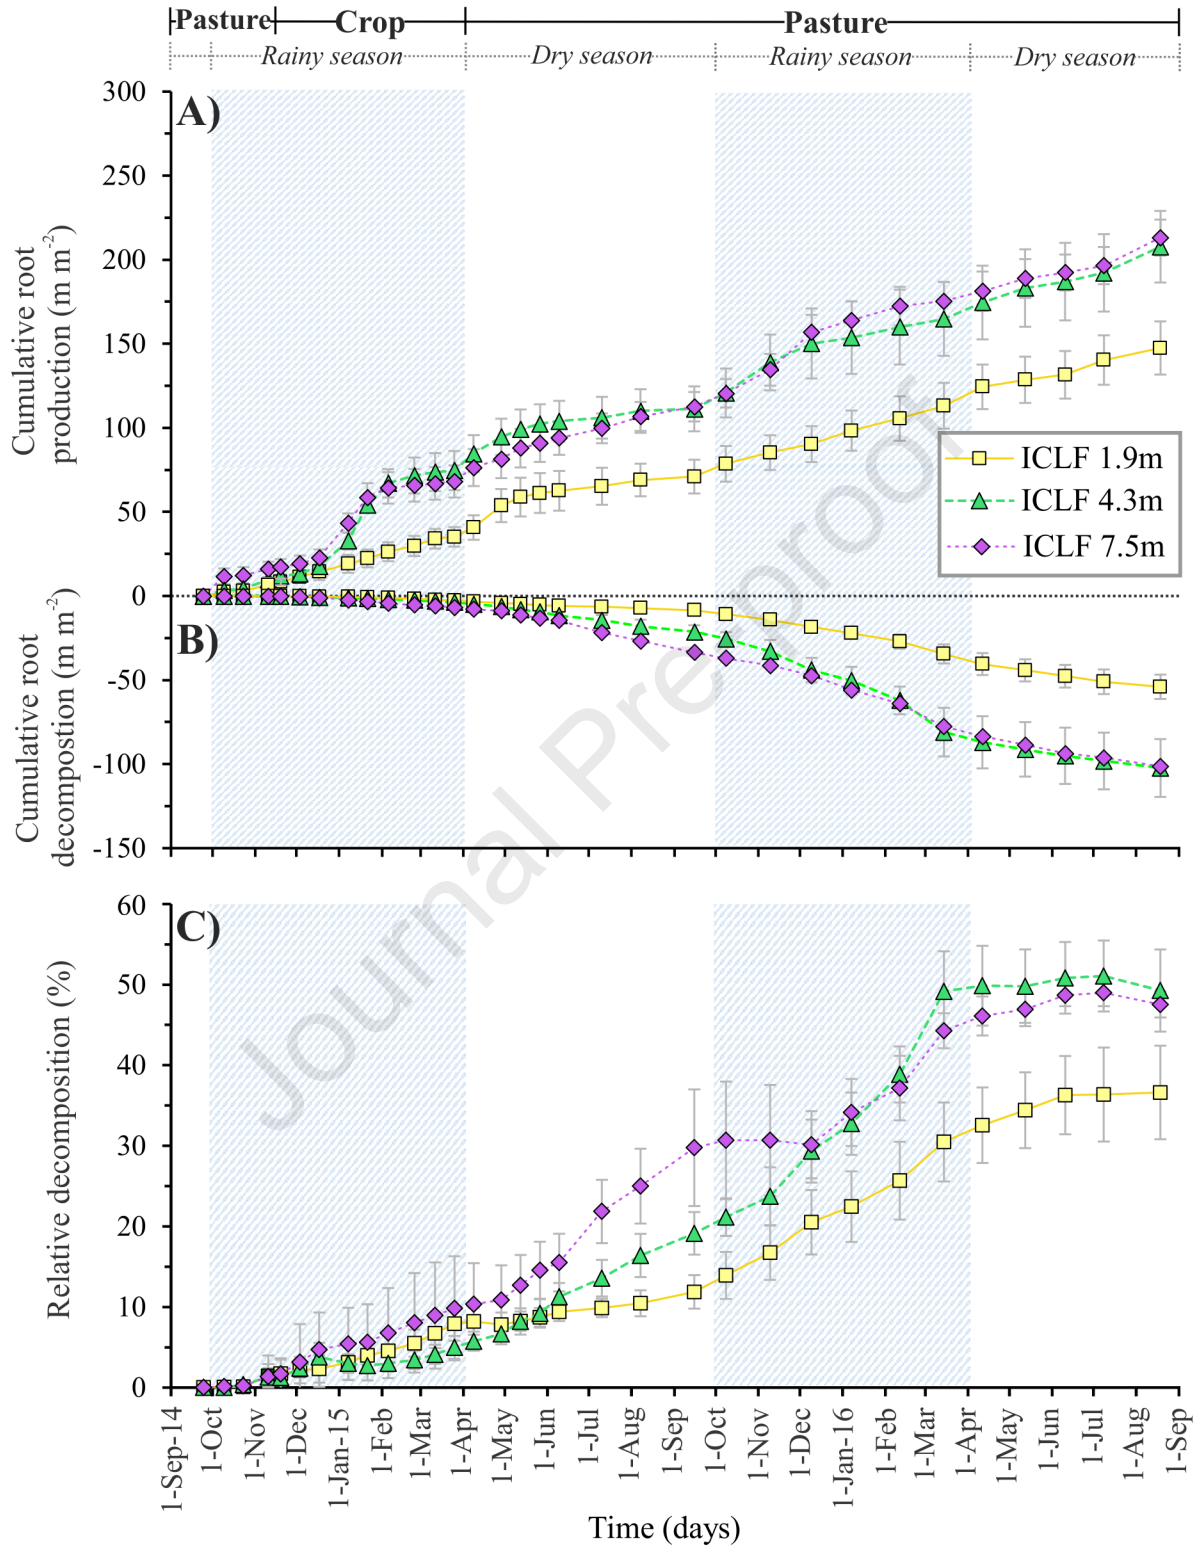 Pasture Crop Pasture
Rainy season Dry season Rainy season Dry season
A)
300
250
200
150
100
50
0
-50
-100
-150
Cumulative root
production (m m⁻²)
ICLF 1.9m
ICLF 4.3m
ICLF 7.5m
B)
Cumulative root
decompostion (m m⁻²)
Journal Pre-proof
C)
60
50
40
30
20
10
0
Relative decomposition (%)
1-Sep-14
1-Oct
1-Nov
1-Dec
1-Jan-15
1-Feb
1-Mar
1-Apr
1-May
1-Jun
1-Jul
1-Aug
1-Sep
1-Oct
1-Nov
1-Dec
1-Jan-16
1-Feb
1-Mar
1-Apr
1-May
1-Jun
1-Jul
1-Aug
1-Sep
Time (days)